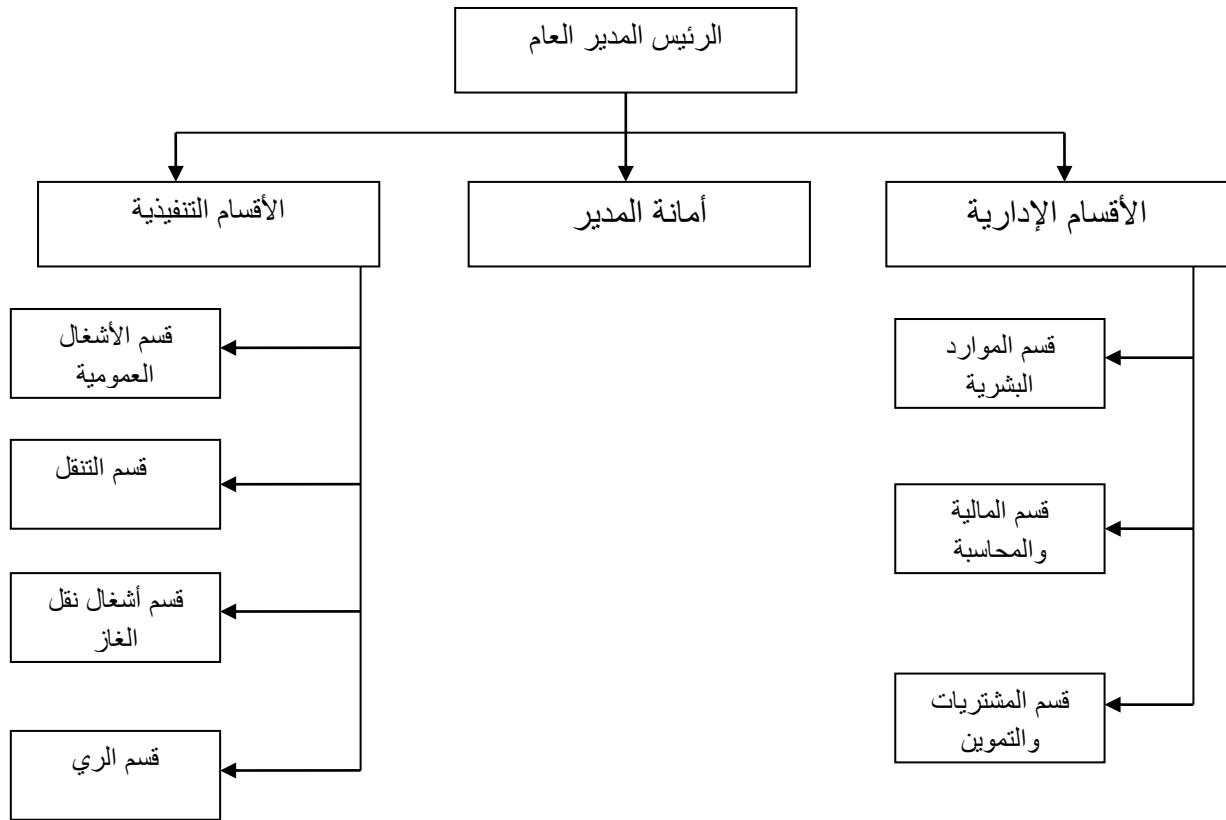 الرئيس المدير العام
الأقسام الإدارية
أمانة المدير
الأقسام التنفيذية
قسم الموارد
البشرية
قسم المالية
والمحاسبة
قسم المشتريات
والتموين
قسم الأشغال
العمومية
قسم التنقل
قسم أشغال نقل
الغاز
قسم الري